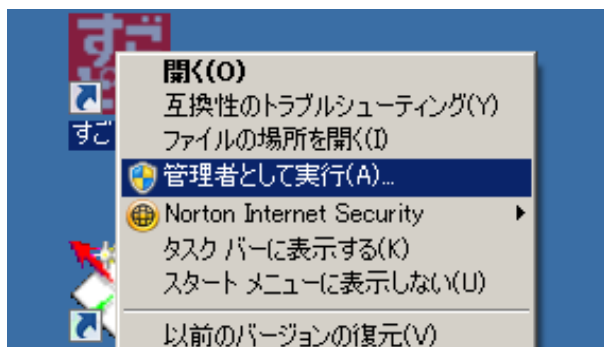 すご
すご
開く(O)
互換性のトラブルシューティング(Y)
ファイルの場所を開く(I)
管理者として実行(A)...
Norton Internet Security
タスク バーに表示する(K)
スタート メニューに表示しない(U)
以前のバージョンの復元(V)